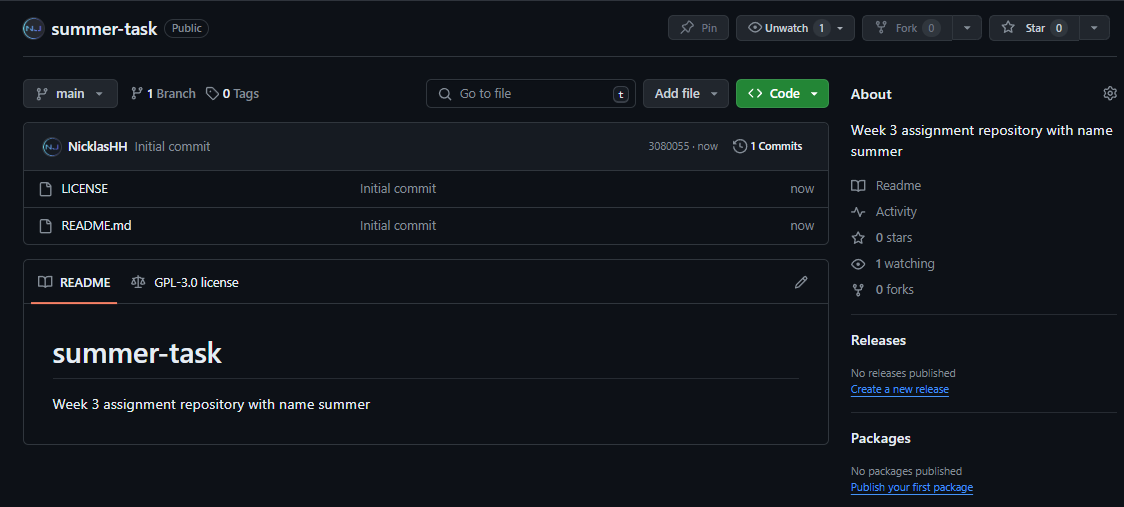 summer-task Public Pin Unwatch 1 Fork 0 Star 0
main 1 Branch 0 Tags Go to file t Add file Code
NicklasHH Initial commit 3080055 · now 1 Commits
LICENSE Initial commit now
README.md Initial commit now
README GPL-3.0 license
summer-task
Week 3 assignment repository with name summer
About
Week 3 assignment repository with name
summer
Readme
Activity
0 stars
1 watching
0 forks
Releases
No releases published
Create a new release
Packages
No packages published
Publish your first package